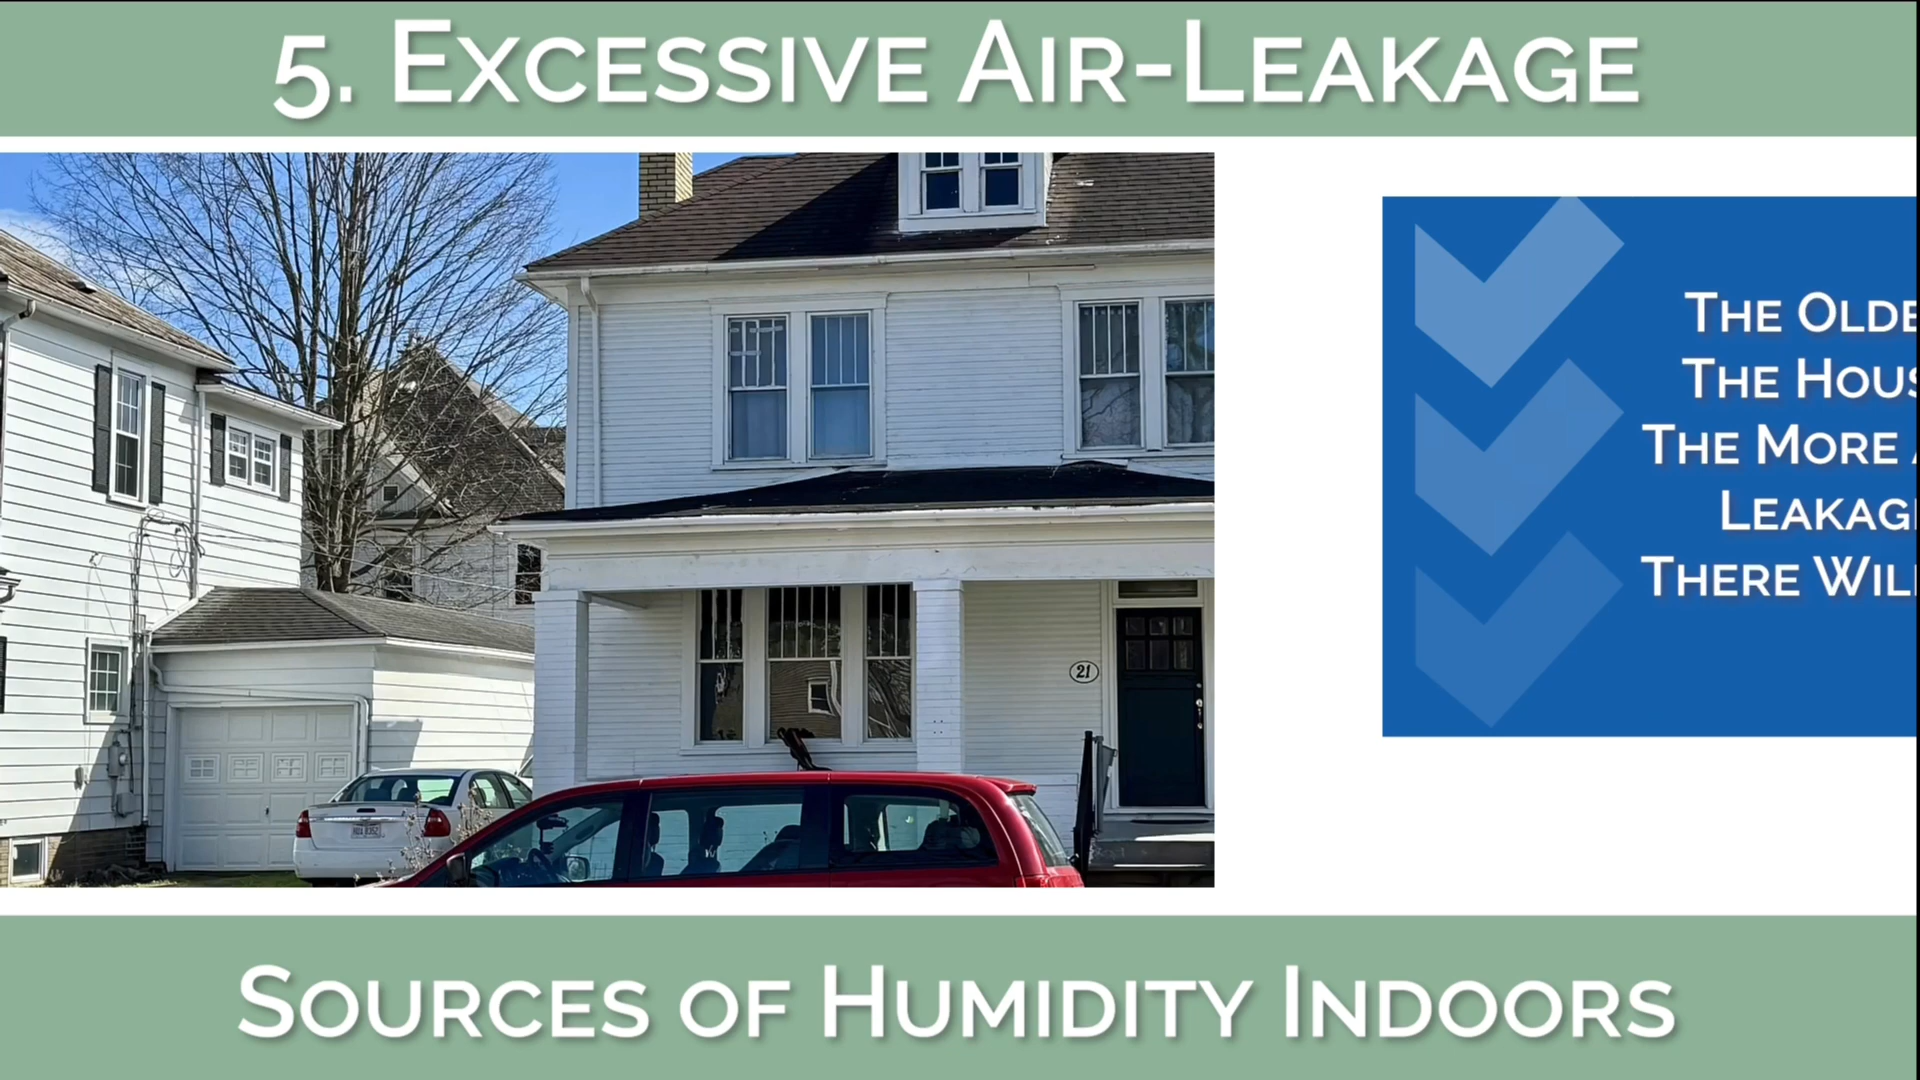 5. Excessive Air-Leakage
The Olde
The Hous
The More
Leakag
There Wil
21
Sources of Humidity Indoors